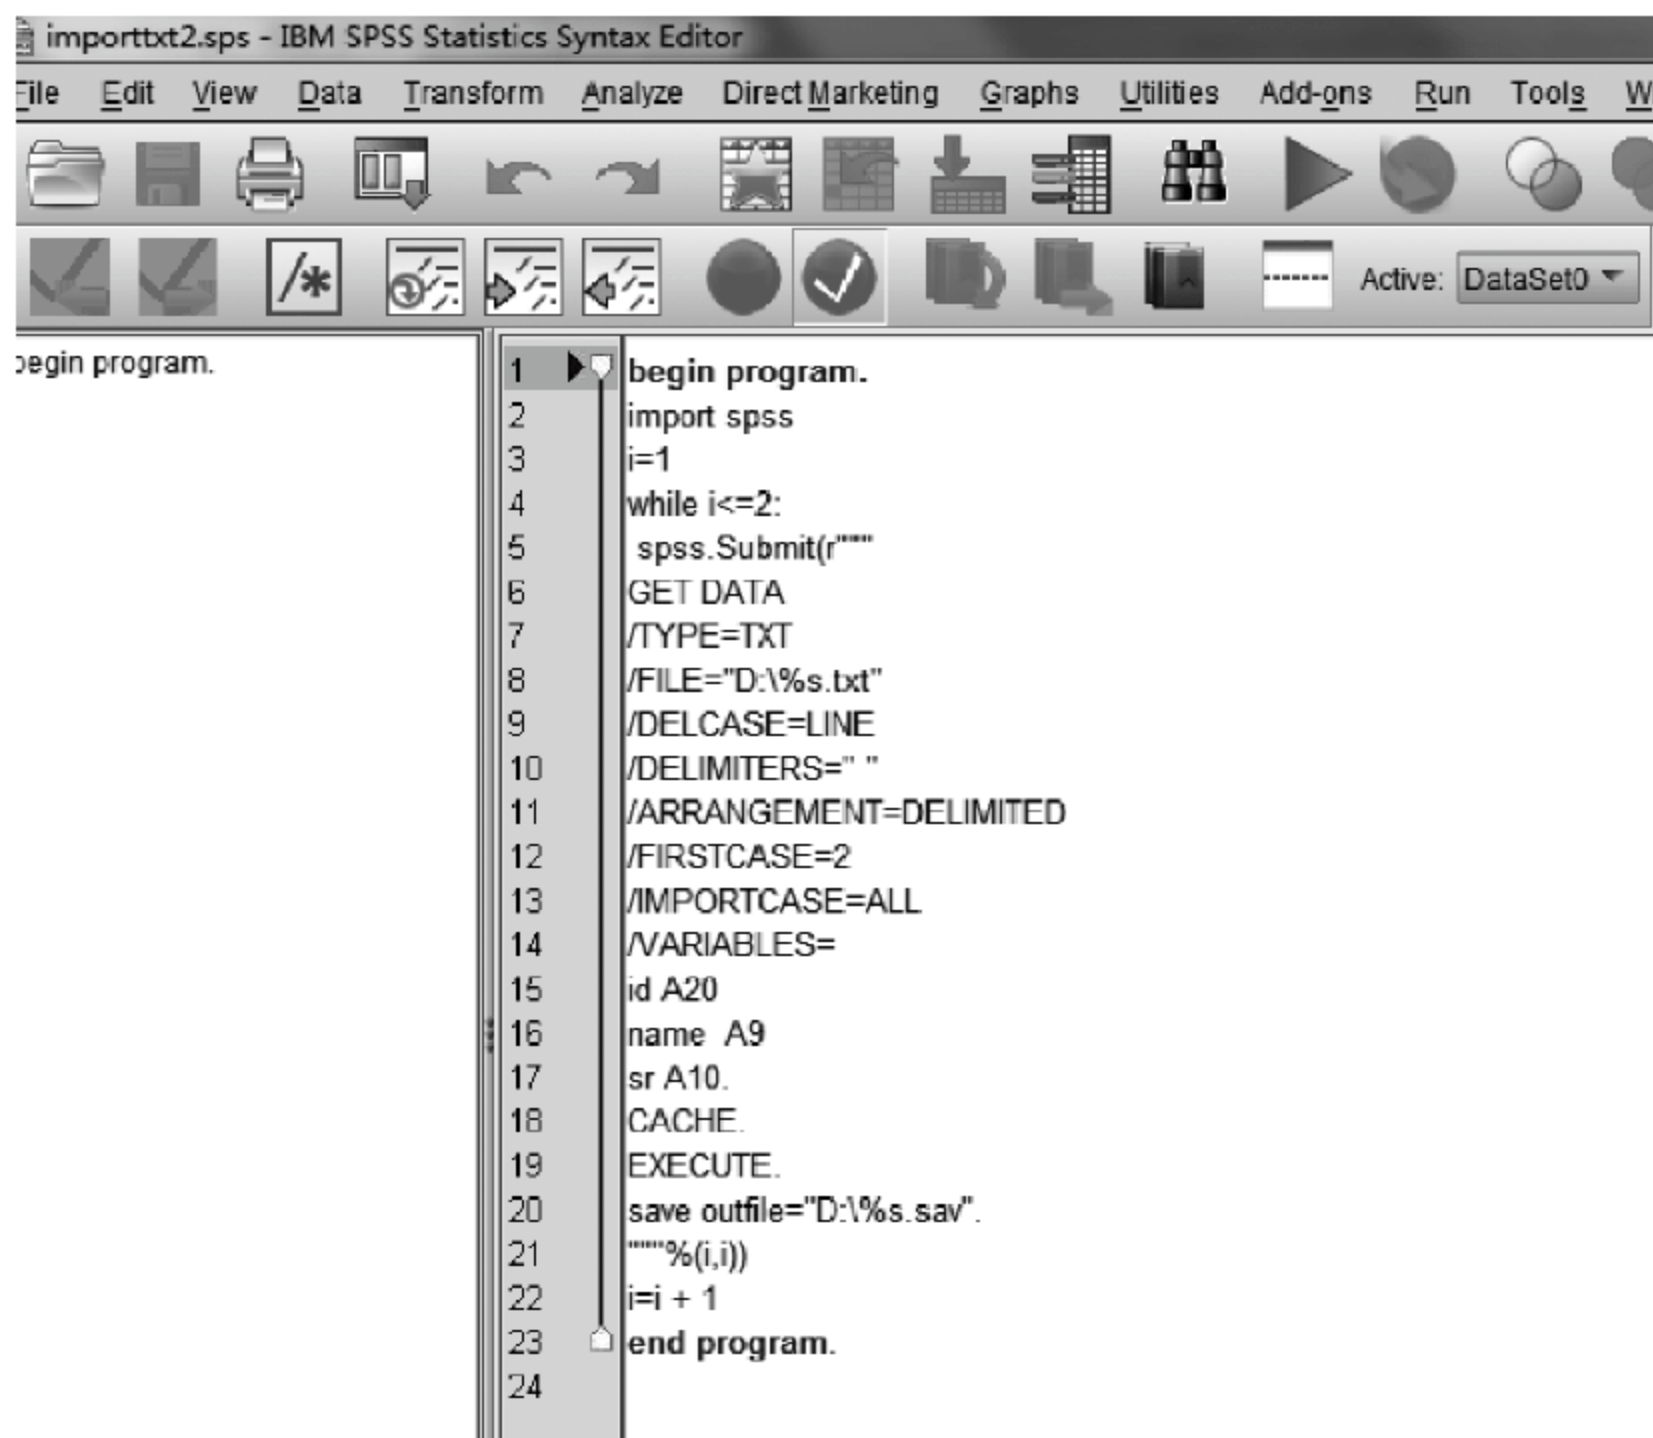 importtxt2.sps - IBM SPSS Statistics Syntax Editor
File Edit View Data Transform Analyze Direct Marketing Graphs Utilities Add-ons Run Tools W
/*
Active: DataSet0
begin program.
1 begin program.
2 import spss
3 i=1
4 while i<=2:
5 spss.Submit(r"""
6 GET DATA
7 /TYPE=TXT
8 /FILE="D:\%s.txt"
9 /DELCASE=LINE
10 /DELIMITERS=" "
11 /ARRANGEMENT=DELIMITED
12 /FIRSTCASE=2
13 /IMPORTCASE=ALL
14 /VARIABLES=
15 id A20
16 name  A9
17 sr A10.
18 CACHE.
19 EXECUTE.
20 save outfile="D:\%s.sav".
21 """%(i,i))
22 i=i + 1
23 end program.
24